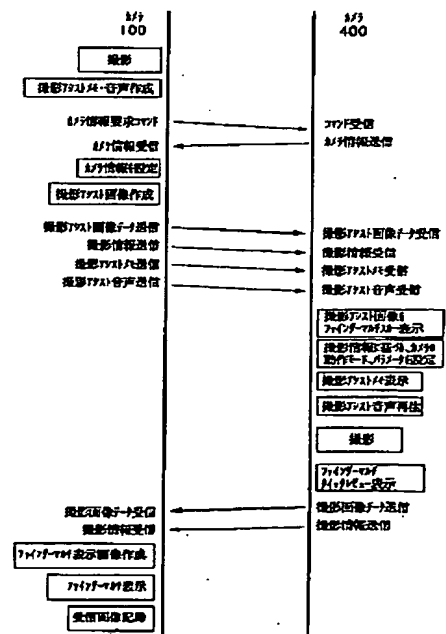 カメラ
100
カメラ
400
撮影
撮影アシストメモ・音声作成
カメラ情報要求コマンド
コマンド受信
カメラ情報受信
カメラ情報送信
カメラ情報を設定
撮影アシスト画像作成
撮影アシスト画像データ送信
撮影アシスト画像データ受信
撮影情報送信
撮影情報受信
撮影アシストメモ送信
撮影アシストメモ受信
撮影アシスト音声送信
撮影アシスト音声受信
撮影アシスト画像を
ファインダーマルチスルー表示
撮影情報に基づき、カメラの
動作モード、パラメータを設定
撮影アシストメモ表示
撮影アシスト音声再生
撮影
ファインダーマルチ
クイックレビュー表示
撮影画像データ受信
撮影画像データ送信
撮影情報受信
撮影情報送信
ファインダーマルチ表示画像作成
ファインダーマルチ表示
受信画像記録